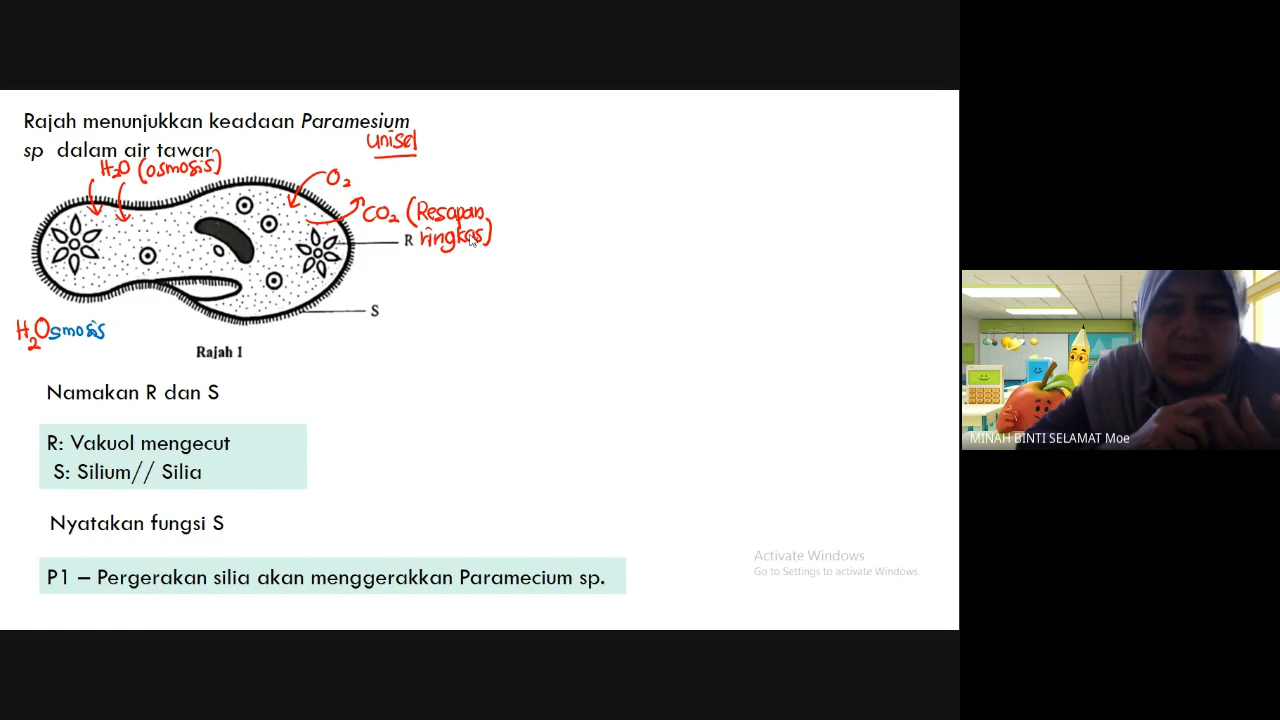 Rajah menunjukkan keadaan Paramesium
sp dalam air tawar
unisel
H2O (osmosis)
O2
CO2 (Resapan
ringkas)
R
S
H2Osmosis
Rajah 1
Namakan R dan S
R: Vakuol mengecut
S: Silium// Silia
Nyatakan fungsi S
P1 – Pergerakan silia akan menggerakkan Paramecium sp.
Activate Windows
Go to Settings to activate Windows.
MINAH BINTI SELAMAT Moe